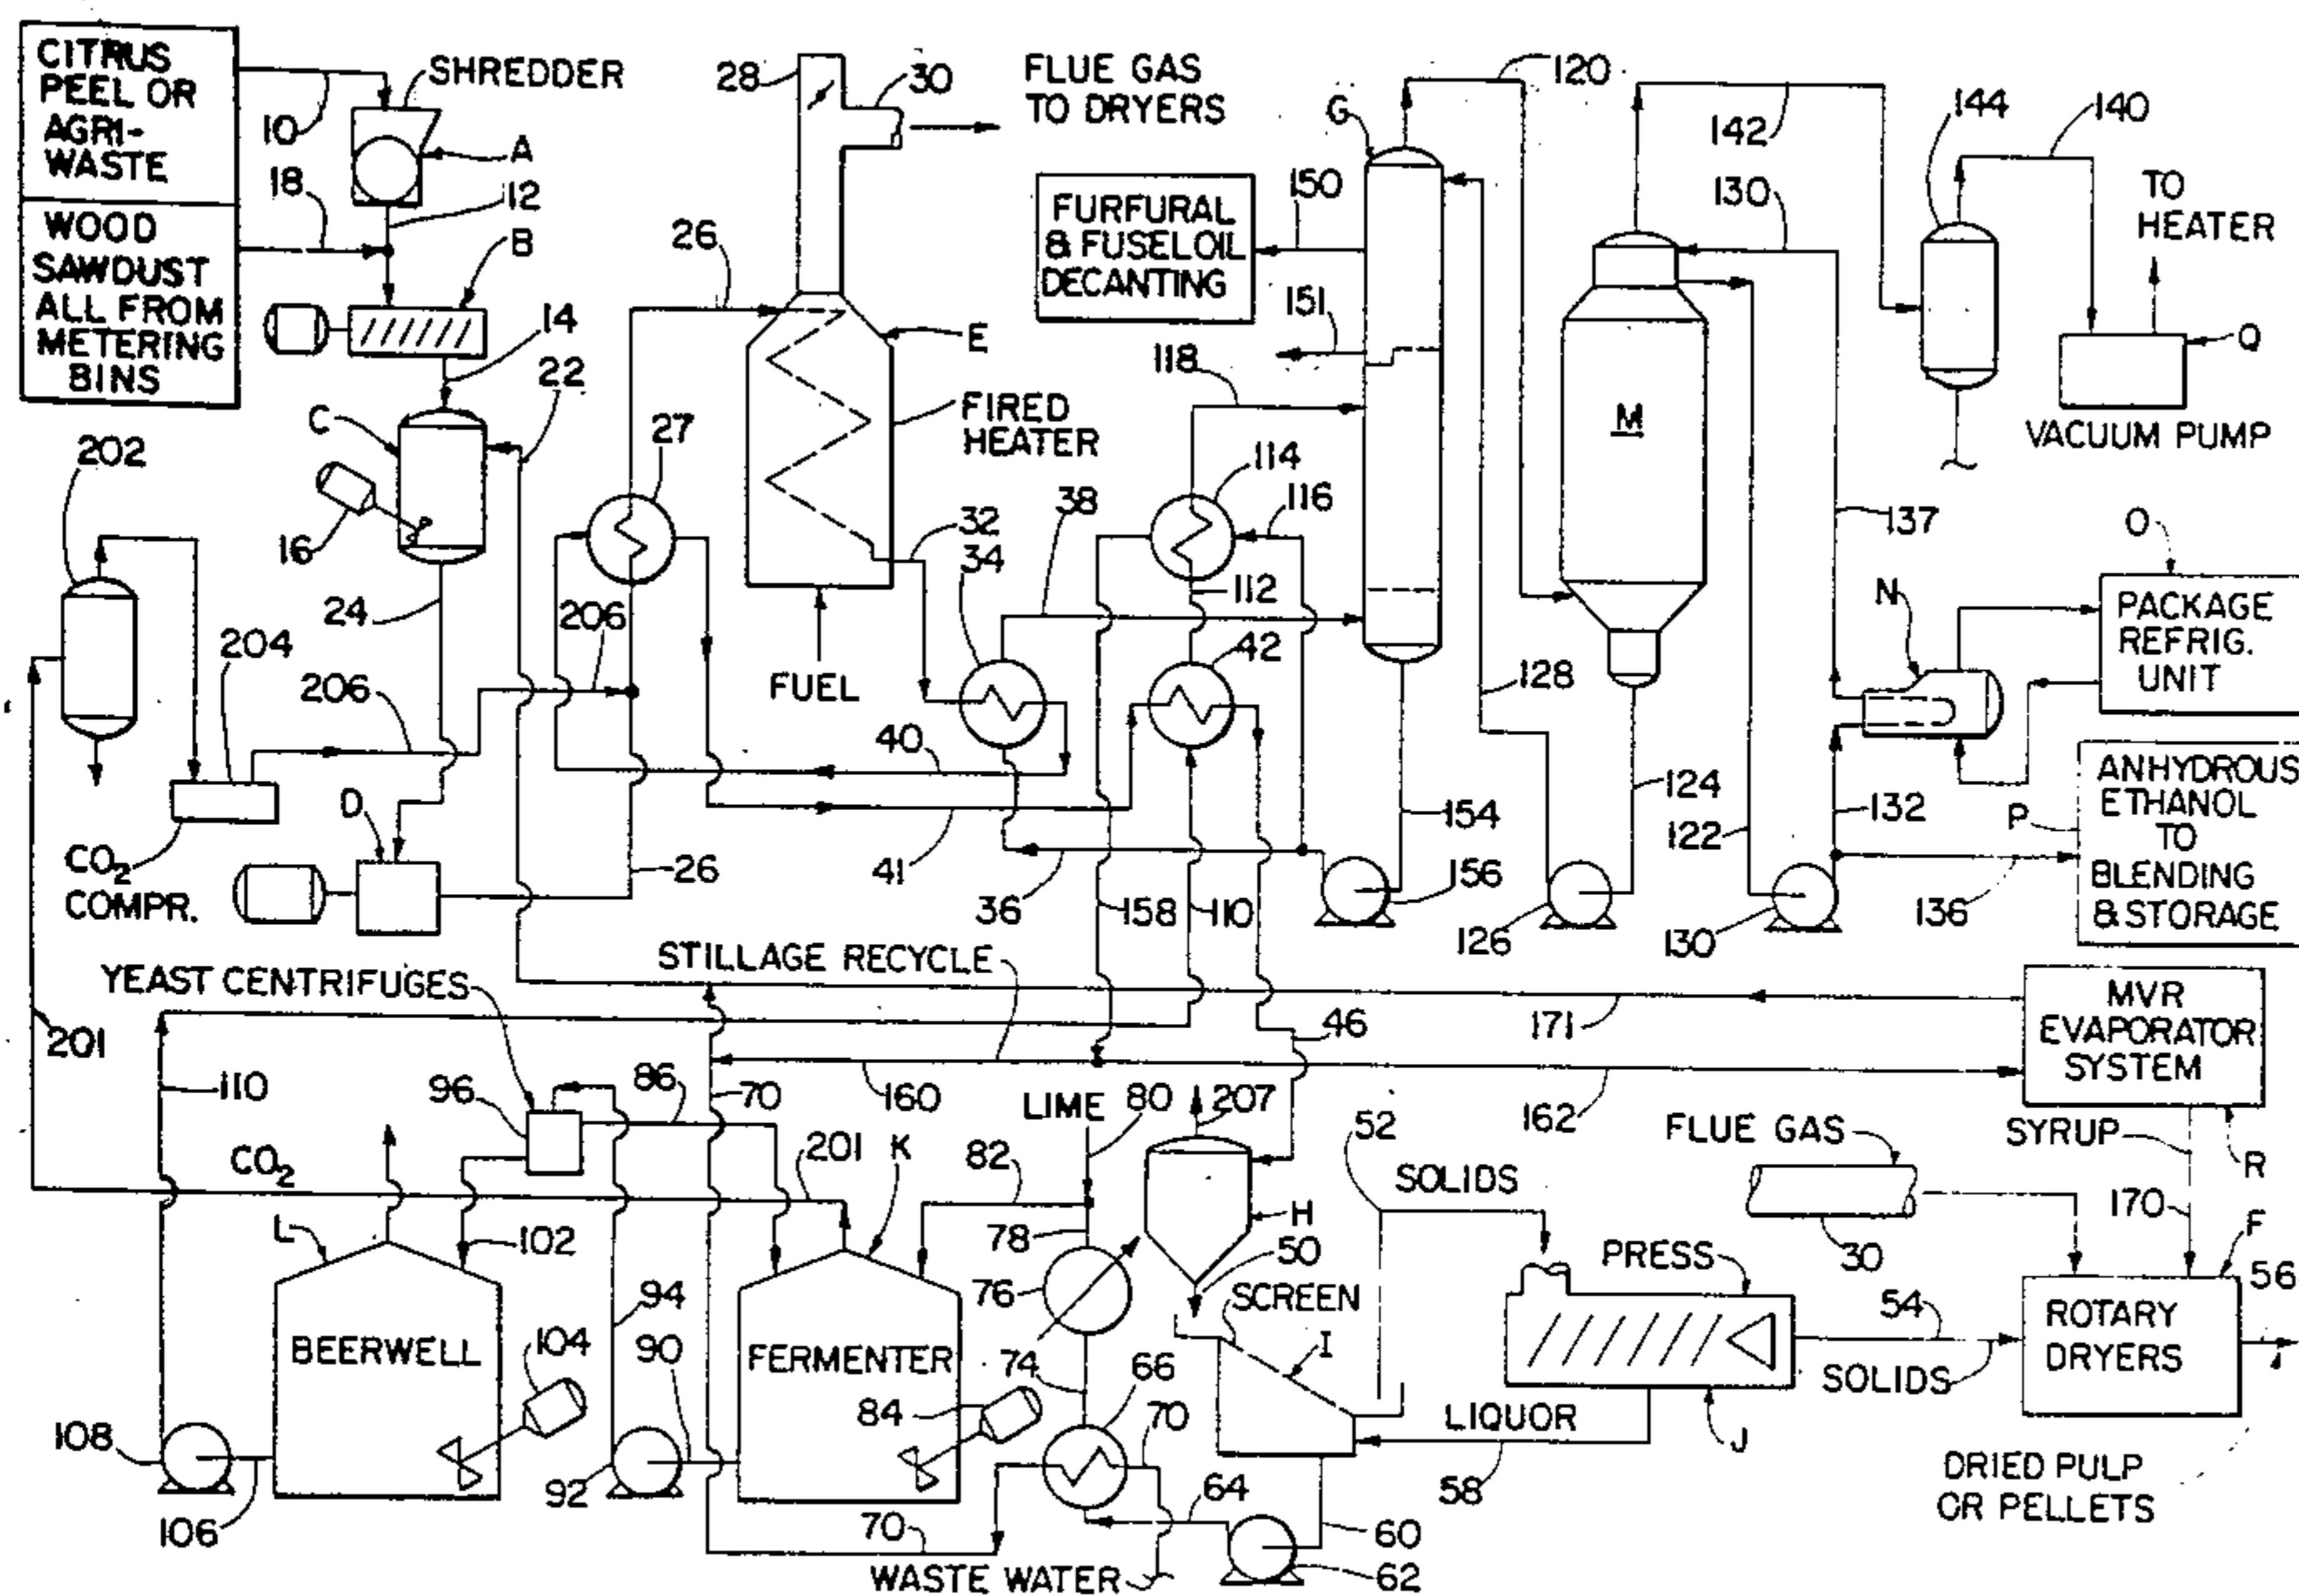 CITRUS
PEEL OR
AGRI-
WASTE
WOOD
SAWDUST
ALL FROM
METERING
BINS
10
18
SHREDDER
A
12
B
14
22
C
16
24
202
204
206
206
CO2
COMPR.
D
26
26
27
28
30
FLUE GAS
TO DRYERS
E
FIRED
HEATER
FUEL
32
34
38
40
41
36
42
FURFURAL
& FUSELOIL
DECANTING
150
151
118
114
116
112
G
120
128
154
156
158
110
M
142
130
144
140
TO
HEATER
Q
VACUUM PUMP
137
O
N
PACKAGE
REFRIG.
UNIT
124
122
132
126
130
136
P
ANHYDROUS
ETHANOL
TO
BLENDING
& STORAGE
YEAST CENTRIFUGES
STILLAGE RECYCLE
171
46
MVR
EVAPORATOR
SYSTEM
201
110
96
86
70
160
162
LIME
80
207
52
SOLIDS
FLUE GAS
SYRUP
R
CO2
201
K
82
78
H
50
SCREEN
30
170
F
56
L
102
76
PRESS
BEERWELL
104
94
90
FERMENTER
84
74
66
70
I
LIQUOR
54
SOLIDS
ROTARY
DRYERS
J
58
108
106
92
70
64
60
62
WASTE WATER
DRIED PULP
OR PELLETS